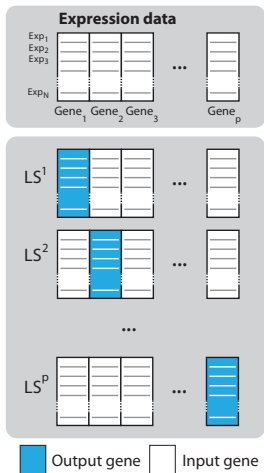 Expression data
Exp1
Exp2
Exp3
...
ExpN
Gene1 Gene2 Gene3 Genep
LS1
...
LS2
...
...
LSp
...
Output gene Input gene